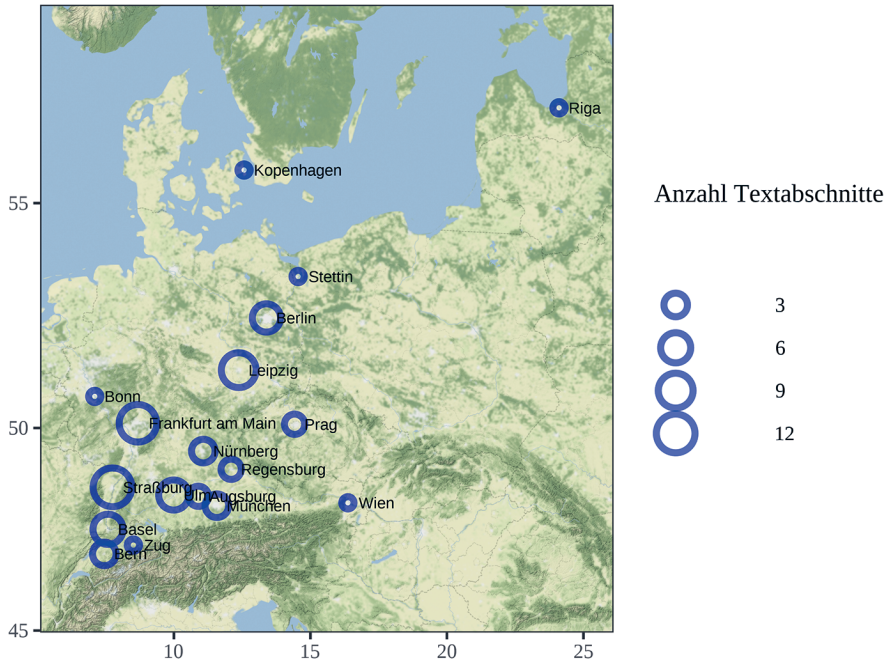 Riga
Kopenhagen
55
Anzahl Textabschnitte
Stettin
3
Berlin
6
Leipzig
9
Bonn
Frankfurt am Main
Prag
50
12
Nürnberg
Regensburg
Straßburg
Ulm
Augsburg
München
Wien
Basel
Zug
Bern
45
10
15
20
25